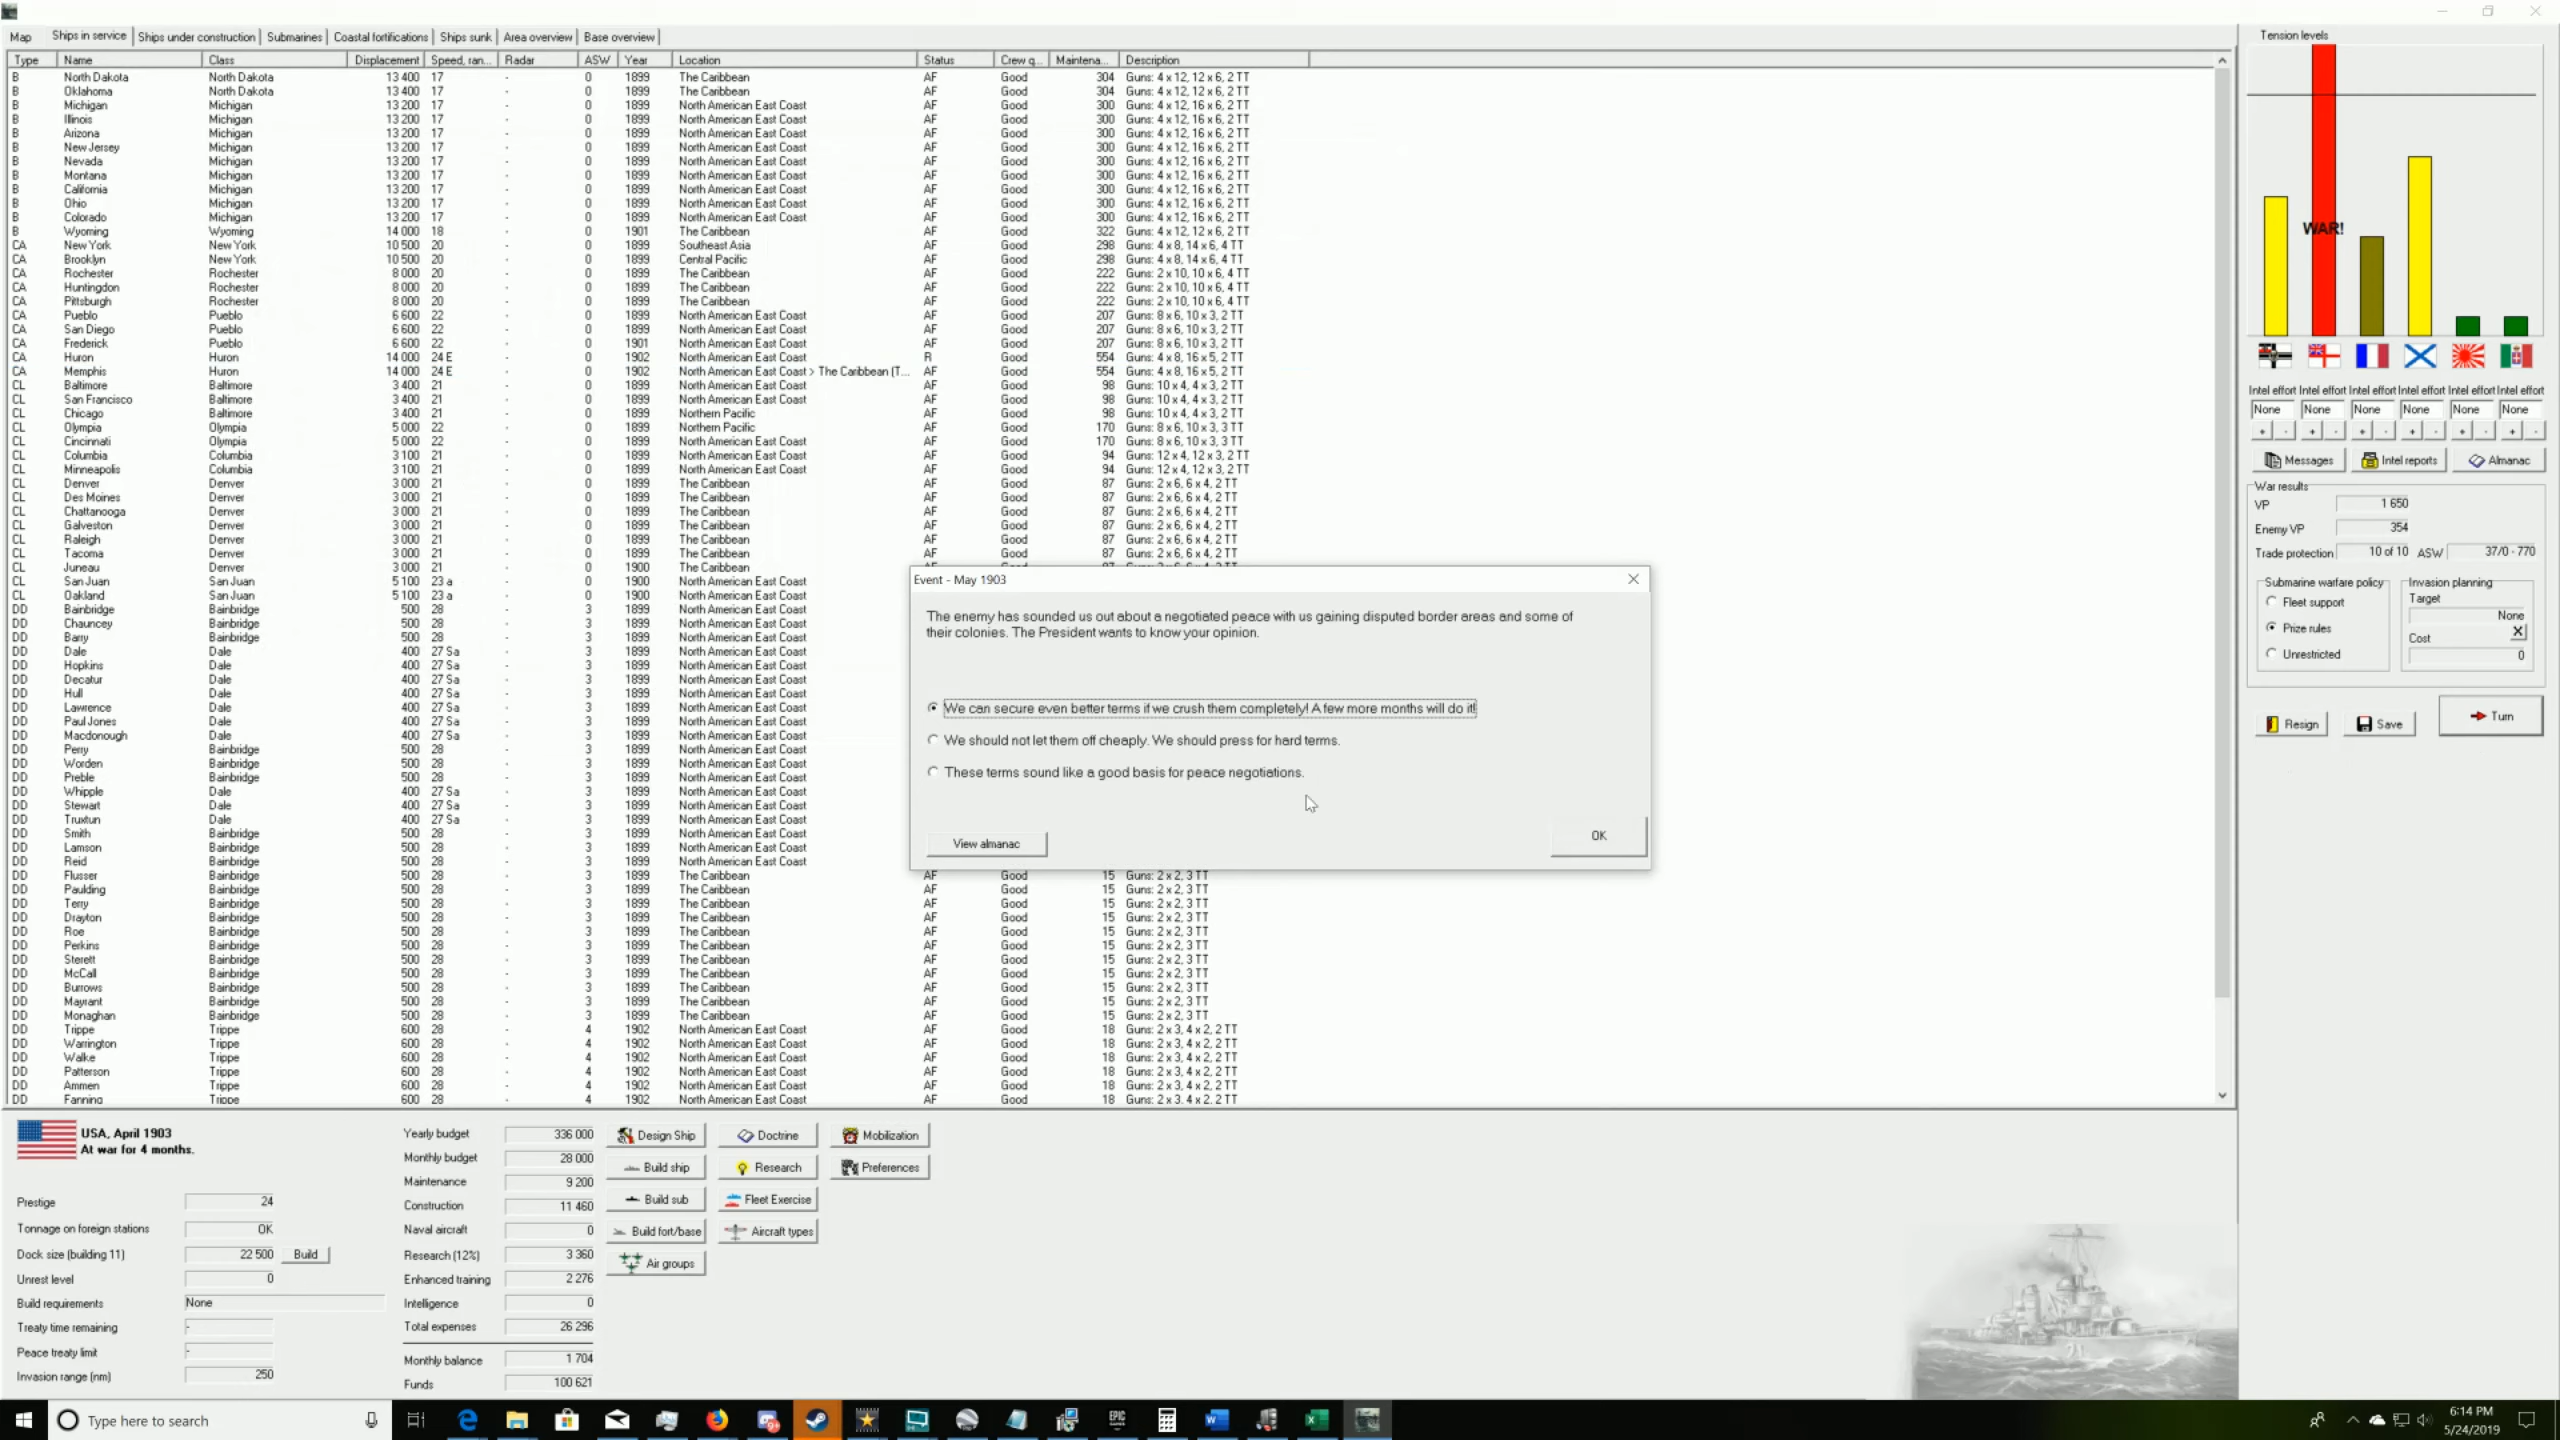 Map Ships in service Ships under construction Submarines Coastal fortifications Ships sunk Area overview Base overview
Type Name Class Displacement Speed, ran... Radar ASW Year Location Status Crew q... Maintena... Description
B North Dakota North Dakota 13 400 17 - 0 1899 The Caribbean AF Good 304 Guns: 4 x 12, 12 x 6, 2 TT
B Oklahoma North Dakota 13 400 17 - 0 1899 The Caribbean AF Good 304 Guns: 4 x 12, 12 x 6, 2 TT
B Michigan Michigan 13 200 17 - 0 1899 North American East Coast AF Good 300 Guns: 4 x 12, 16 x 6, 2 TT
B Illinois Michigan 13 200 17 - 0 1899 North American East Coast AF Good 300 Guns: 4 x 12, 16 x 6, 2 TT
B Arizona Michigan 13 200 17 - 0 1899 North American East Coast AF Good 300 Guns: 4 x 12, 16 x 6, 2 TT
B New Jersey Michigan 13 200 17 - 0 1899 North American East Coast AF Good 300 Guns: 4 x 12, 16 x 6, 2 TT
B Nevada Michigan 13 200 17 - 0 1899 North American East Coast AF Good 300 Guns: 4 x 12, 16 x 6, 2 TT
B Montana Michigan 13 200 17 - 0 1899 North American East Coast AF Good 300 Guns: 4 x 12, 16 x 6, 2 TT
B California Michigan 13 200 17 - 0 1899 North American East Coast AF Good 300 Guns: 4 x 12, 16 x 6, 2 TT
B Ohio Michigan 13 200 17 - 0 1899 North American East Coast AF Good 300 Guns: 4 x 12, 16 x 6, 2 TT
B Colorado Michigan 13 200 17 - 0 1899 North American East Coast AF Good 300 Guns: 4 x 12, 16 x 6, 2 TT
B Wyoming Wyoming 14 000 18 - 0 1901 The Caribbean AF Good 322 Guns: 4 x 12, 12 x 6, 2 TT
CA New York New York 10 500 20 - 0 1899 Southeast Asia AF Good 298 Guns: 4 x 8, 14 x 6, 4 TT
CA Brooklyn New York 10 500 20 - 0 1899 Central Pacific AF Good 298 Guns: 4 x 8, 14 x 6, 4 TT
CA Rochester Rochester 8 000 20 - 0 1899 The Caribbean AF Good 222 Guns: 2 x 10, 10 x 6, 4 TT
CA Huntingdon Rochester 8 000 20 - 0 1899 The Caribbean AF Good 222 Guns: 2 x 10, 10 x 6, 4 TT
CA Pittsburgh Rochester 8 000 20 - 0 1899 The Caribbean AF Good 222 Guns: 2 x 10, 10 x 6, 4 TT
CA Pueblo Pueblo 6 600 22 - 0 1899 North American East Coast AF Good 207 Guns: 8 x 6, 10 x 3, 2 TT
CA San Diego Pueblo 6 600 22 - 0 1899 North American East Coast AF Good 207 Guns: 8 x 6, 10 x 3, 2 TT
CA Frederick Pueblo 6 600 22 - 0 1901 North American East Coast AF Good 207 Guns: 8 x 6, 10 x 3, 2 TT
CA Huron Huron 14 000 24 E - 0 1902 North American East Coast R Good 554 Guns: 4 x 8, 16 x 5, 2 TT
CA Memphis Huron 14 000 24 E - 0 1902 North American East Coast > The Caribbean (T... AF Good 554 Guns: 4 x 8, 16 x 5, 2 TT
CL Baltimore Baltimore 3 400 21 - 0 1899 North American East Coast AF Good 98 Guns: 10 x 4, 4 x 3, 2 TT
CL San Francisco Baltimore 3 400 21 - 0 1899 North American East Coast AF Good 98 Guns: 10 x 4, 4 x 3, 2 TT
CL Chicago Baltimore 3 400 21 - 0 1899 Northern Pacific AF Good 98 Guns: 10 x 4, 4 x 3, 2 TT
CL Olympia Olympia 5 000 22 - 0 1899 Northern Pacific AF Good 170 Guns: 8 x 6, 10 x 3, 3 TT
CL Cincinnati Olympia 5 000 22 - 0 1899 North American East Coast AF Good 170 Guns: 8 x 6, 10 x 3, 3 TT
CL Columbia Columbia 3 100 21 - 0 1899 North American East Coast AF Good 94 Guns: 12 x 4, 12 x 3, 2 TT
CL Minneapolis Columbia 3 100 21 - 0 1899 North American East Coast AF Good 94 Guns: 12 x 4, 12 x 3, 2 TT
CL Denver Denver 3 000 21 - 0 1899 The Caribbean AF Good 87 Guns: 2 x 6, 6 x 4, 2 TT
CL Des Moines Denver 3 000 21 - 0 1899 The Caribbean AF Good 87 Guns: 2 x 6, 6 x 4, 2 TT
CL Chattanooga Denver 3 000 21 - 0 1899 The Caribbean AF Good 87 Guns: 2 x 6, 6 x 4, 2 TT
CL Galveston Denver 3 000 21 - 0 1899 The Caribbean AF Good 87 Guns: 2 x 6, 6 x 4, 2 TT
CL Raleigh Denver 3 000 21 - 0 1899 The Caribbean AF Good 87 Guns: 2 x 6, 6 x 4, 2 TT
CL Tacoma Denver 3 000 21 - 0 1899 The Caribbean AF Good 87 Guns: 2 x 6, 6 x 4, 2 TT
CL Juneau Denver 3 000 21 - 0 1900 The Caribbean
CL San Juan San Juan 5 100 23 a - 0 1900 North American East Coast
CL Oakland San Juan 5 100 23 a - 0 1900 North American East Coast
DD Bainbridge Bainbridge 500 28 - 3 1899 North American East Coast
DD Chauncey Bainbridge 500 28 - 3 1899 North American East Coast
DD Barry Bainbridge 500 28 - 3 1899 North American East Coast
DD Dale Dale 400 27 Sa - 3 1899 North American East Coast
DD Hopkins Dale 400 27 Sa - 3 1899 North American East Coast
DD Decatur Dale 400 27 Sa - 3 1899 North American East Coast
DD Hull Dale 400 27 Sa - 3 1899 North American East Coast
DD Lawrence Dale 400 27 Sa - 3 1899 North American East Coast
DD Paul Jones Dale 400 27 Sa - 3 1899 North American East Coast
DD Macdonough Dale 400 27 Sa - 3 1899 North American East Coast
DD Perry Bainbridge 500 28 - 3 1899 North American East Coast
DD Worden Bainbridge 500 28 - 3 1899 North American East Coast
DD Preble Bainbridge 500 28 - 3 1899 North American East Coast
DD Whipple Dale 400 27 Sa - 3 1899 North American East Coast
DD Stewart Dale 400 27 Sa - 3 1899 North American East Coast
DD Truxtun Dale 400 27 Sa - 3 1899 North American East Coast
DD Smith Bainbridge 500 28 - 3 1899 North American East Coast
DD Lamson Bainbridge 500 28 - 3 1899 North American East Coast
DD Reid Bainbridge 500 28 - 3 1899 North American East Coast
DD Flusser Bainbridge 500 28 - 3 1899 The Caribbean AF Good 15 Guns: 2 x 2, 3 TT
DD Paulding Bainbridge 500 28 - 3 1899 The Caribbean AF Good 15 Guns: 2 x 2, 3 TT
DD Terry Bainbridge 500 28 - 3 1899 The Caribbean AF Good 15 Guns: 2 x 2, 3 TT
DD Drayton Bainbridge 500 28 - 3 1899 The Caribbean AF Good 15 Guns: 2 x 2, 3 TT
DD Roe Bainbridge 500 28 - 3 1899 The Caribbean AF Good 15 Guns: 2 x 2, 3 TT
DD Perkins Bainbridge 500 28 - 3 1899 The Caribbean AF Good 15 Guns: 2 x 2, 3 TT
DD Sterett Bainbridge 500 28 - 3 1899 The Caribbean AF Good 15 Guns: 2 x 2, 3 TT
DD McCall Bainbridge 500 28 - 3 1899 The Caribbean AF Good 15 Guns: 2 x 2, 3 TT
DD Burrows Bainbridge 500 28 - 3 1899 The Caribbean AF Good 15 Guns: 2 x 2, 3 TT
DD Mayrant Bainbridge 500 28 - 3 1899 The Caribbean AF Good 15 Guns: 2 x 2, 3 TT
DD Monaghan Bainbridge 500 28 - 3 1899 The Caribbean AF Good 15 Guns: 2 x 2, 3 TT
DD Trippe Trippe 600 28 - 4 1902 North American East Coast AF Good 18 Guns: 2 x 3, 4 x 2, 2 TT
DD Warrington Trippe 600 28 - 4 1902 North American East Coast AF Good 18 Guns: 2 x 3, 4 x 2, 2 TT
DD Walke Trippe 600 28 - 4 1902 North American East Coast AF Good 18 Guns: 2 x 3, 4 x 2, 2 TT
DD Patterson Trippe 600 28 - 4 1902 North American East Coast AF Good 18 Guns: 2 x 3, 4 x 2, 2 TT
DD Ammen Trippe 600 28 - 4 1902 North American East Coast AF Good 18 Guns: 2 x 3, 4 x 2, 2 TT
DD Fanning Trippe 600 28 - 4 1902 North American East Coast AF Good 18 Guns: 2 x 3, 4 x 2, 2 TT
Event - May 1903
The enemy has sounded us out about a negotiated peace with us gaining disputed border areas and some of
their colonies. The President wants to know your opinion.
We can secure even better terms if we crush them completely! A few more months will do it!
We should not let them off cheaply. We should press for hard terms.
These terms sound like a good basis for peace negotiations.
View almanac OK
Tension levels
WAR!
Intel effort Intel effort Intel effort Intel effort Intel effort Intel effort
None None None None None None
+ - + - + - + - + - + -
Messages Intel reports Almanac
War results
VP 1 650
Enemy VP 354
Trade protection 10 of 10 ASW 37/0 - 770
Submarine warfare policy
Fleet support
Prize rules
Unrestricted
Invasion planning
Target
None
X
Cost
0
Resign Save Turn
USA, April 1903
At war for 4 months.
Prestige 24
Tonnage on foreign stations OK
Dock size (building 11) 22 500 Build
Unrest level 0
Build requirements None
Treaty time remaining -
Peace treaty limit -
Invasion range (nm) 250
Yearly budget 336 000
Monthly budget 28 000
Maintenance 9 200
Construction 11 460
Naval aircraft 0
Research (12%) 3 360
Enhanced training 2 276
Intelligence 0
Total expenses 26 296
Monthly balance 1 704
Funds 100 621
Design Ship Doctrine Mobilization
Build ship Research Preferences
Build sub Fleet Exercise
Build fort/base Aircraft types
Air groups
Type here to search
EPIC
6:14 PM
5/24/2019